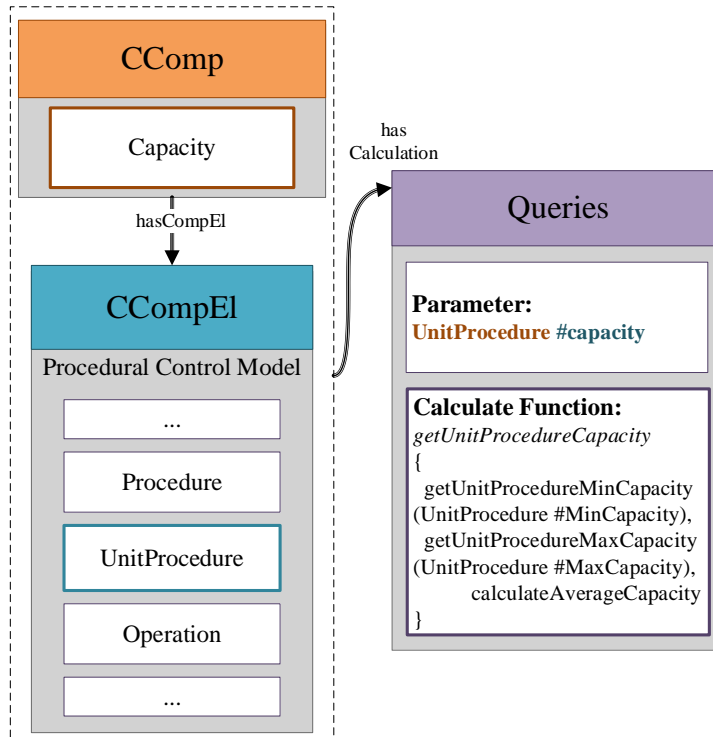 CComp
Capacity
hasCompEl
CCompEl
Procedural Control Model
...
Procedure
UnitProcedure
Operation
...
has
Calculation
Queries
Parameter:
UnitProcedure #capacity
Calculate Function:
getUnitProcedureCapacity
{
getUnitProcedureMinCapacity
(UnitProcedure #MinCapacity),
getUnitProcedureMaxCapacity
(UnitProcedure #MaxCapacity),
calculateAverageCapacity
}